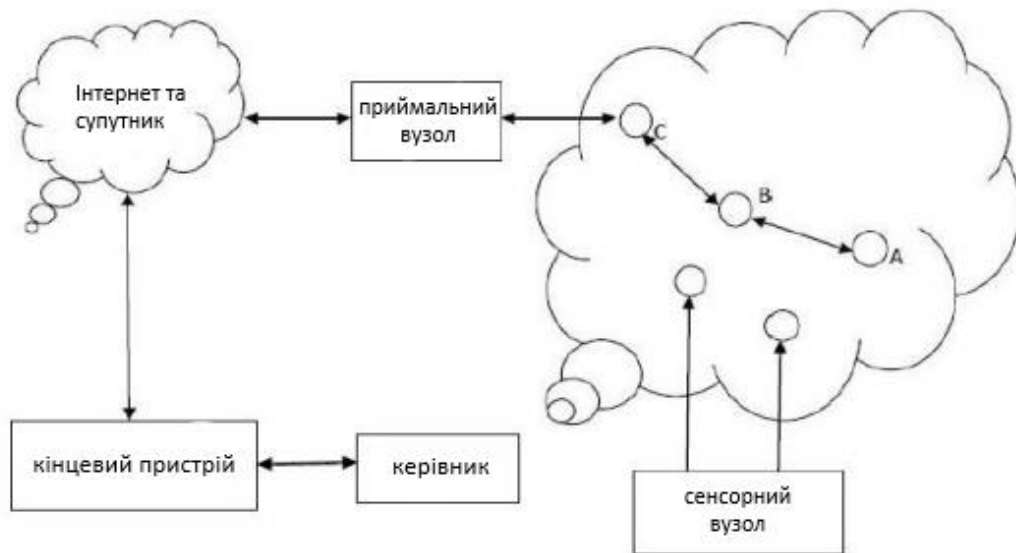 Інтернет та
супутник
приймальний
вузол
C
B
A
кінцевий пристрій
керівник
сенсорний
вузол